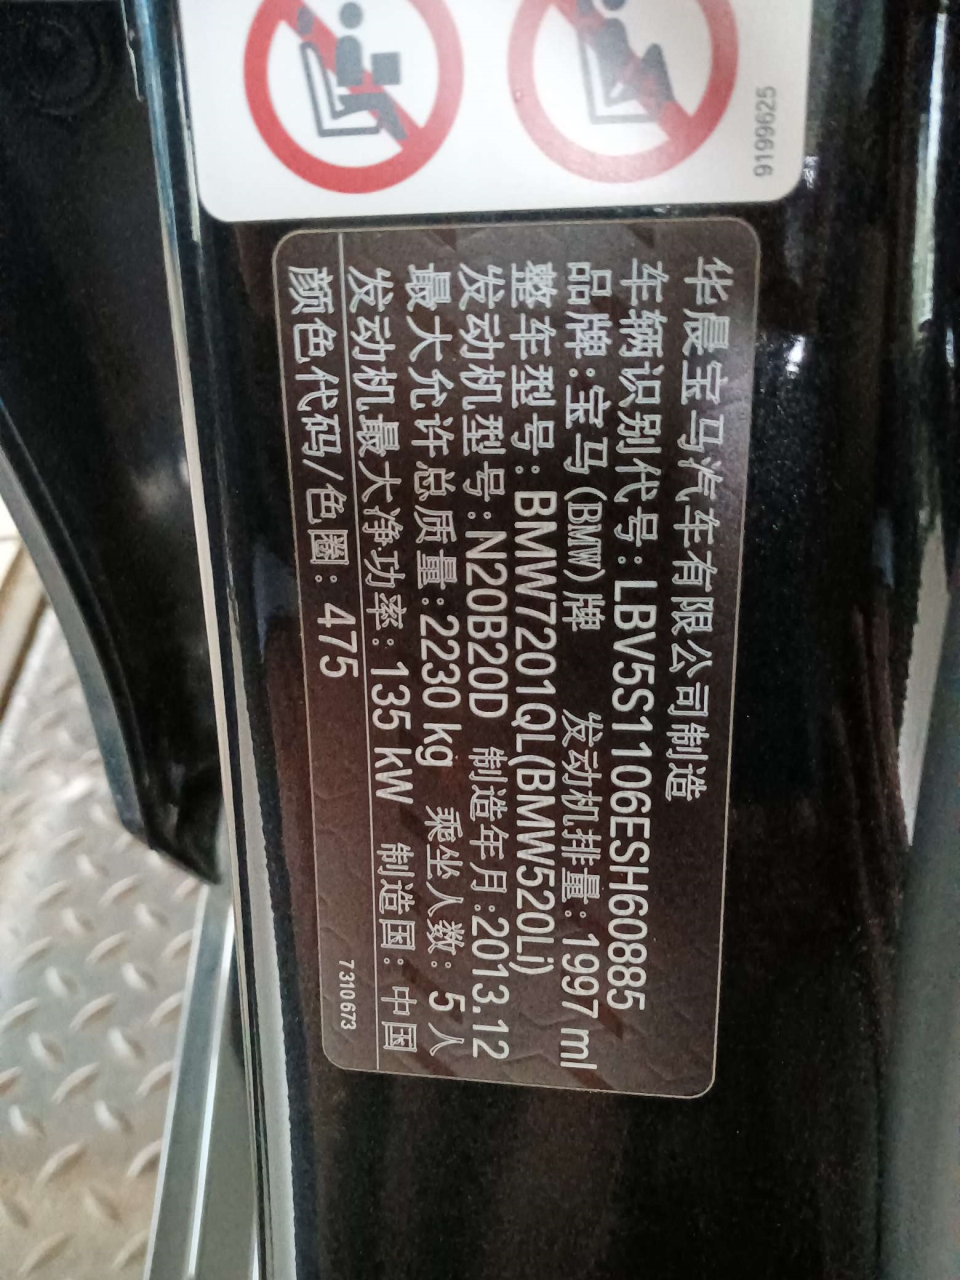 9199625
华晨宝马汽车有限公司制造
车辆识别代号:LBV5S1106ESH60885
品牌:宝马(BMW)牌 发动机排量:1997 ml
整车型号:BMW7201QL(BMW520Li)
发动机型号:N20B20D 制造年月:2013.12
最大允许总质量:2230 kg 乘坐人数:5人
发动机最大净功率:135 kW 制造国:中国
颜色代码/色圈:475
7 310 673